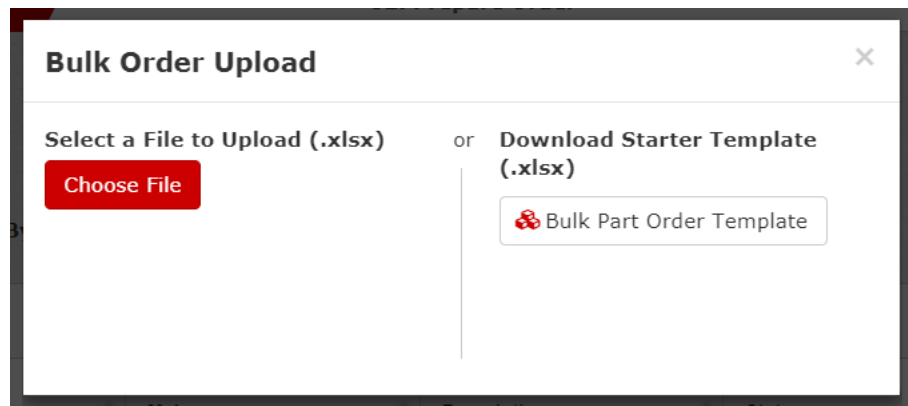 Bulk Order Upload
×
Select a File to Upload (.xlsx)
or
Download Starter Template
(.xlsx)
Choose File
Bulk Part Order Template